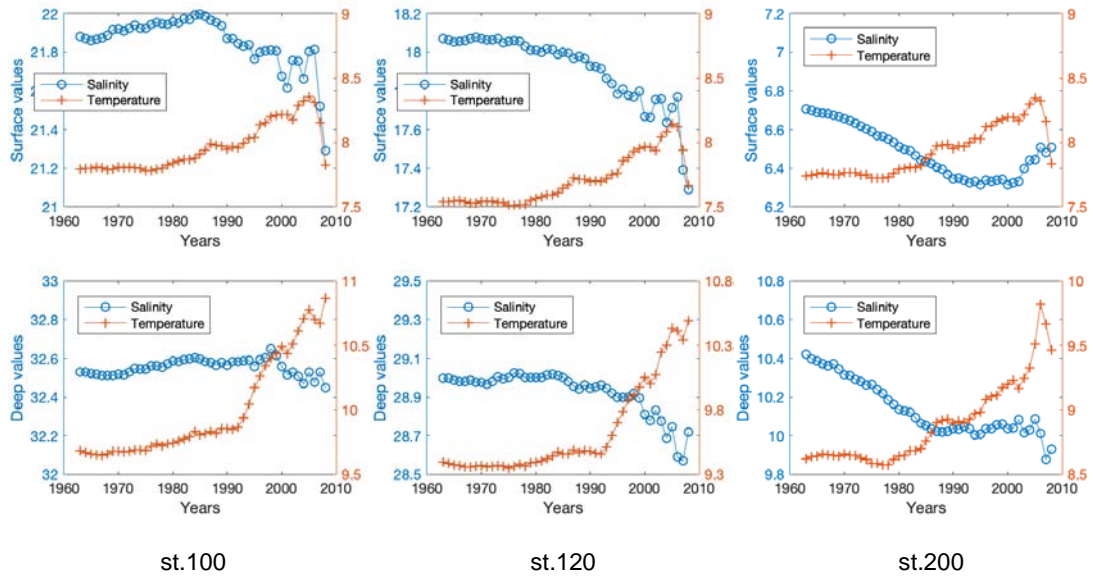 22
21.8
21.4
21.2
21
Surface values
Salinity
Temperature
9
8.5
8
7.5
1960 1970 1980 1990 2000 2010
Years
18.2
18
17.6
17.4
17.2
Surface values
Salinity
Temperature
9
8.5
8
7.5
1960 1970 1980 1990 2000 2010
Years
7.2
7
6.8
6.6
6.4
6.2
Surface values
Salinity
Temperature
9
8.5
8
7.5
1960 1970 1980 1990 2000 2010
Years
33
32.8
32.6
32.4
32.2
32
Deep values
Salinity
Temperature
11
10.5
10
9.5
1960 1970 1980 1990 2000 2010
Years
29.5
29.3
29.1
28.9
28.7
28.5
Deep values
Salinity
Temperature
10.8
10.3
9.8
9.3
1960 1970 1980 1990 2000 2010
Years
10.8
10.6
10.4
10.2
10
9.8
Deep values
Salinity
Temperature
10
9.5
9
8.5
1960 1970 1980 1990 2000 2010
Years
st.100 st.120 st.200